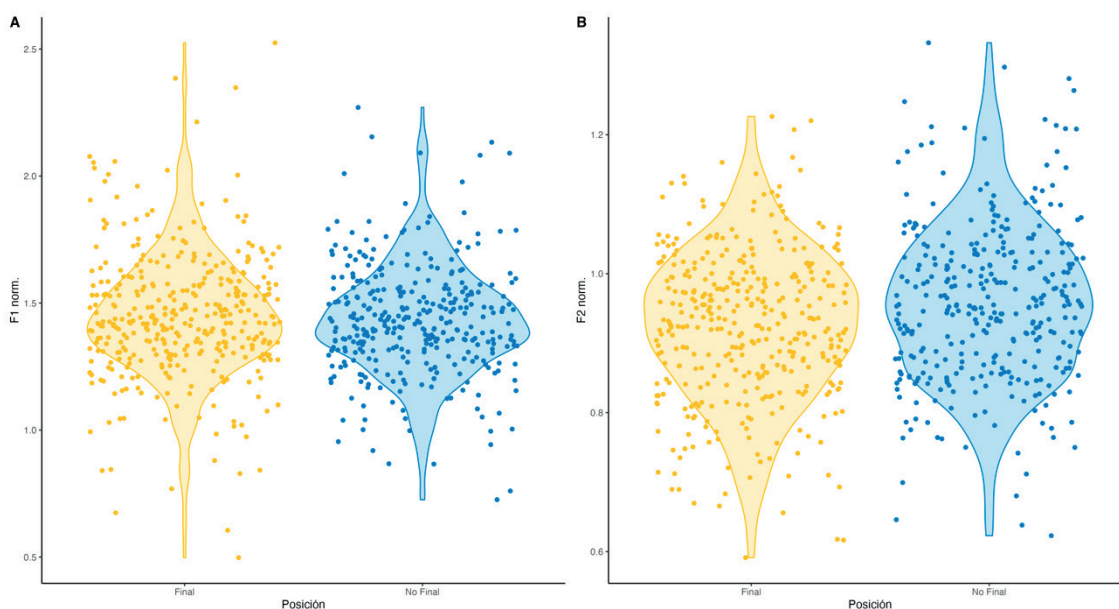 A
F1 norm.
2.5
2.0
1.5
1.0
0.5
Final
No Final
Posición
B
F2 norm.
1.2
1.0
0.8
0.6
Final
No Final
Posición